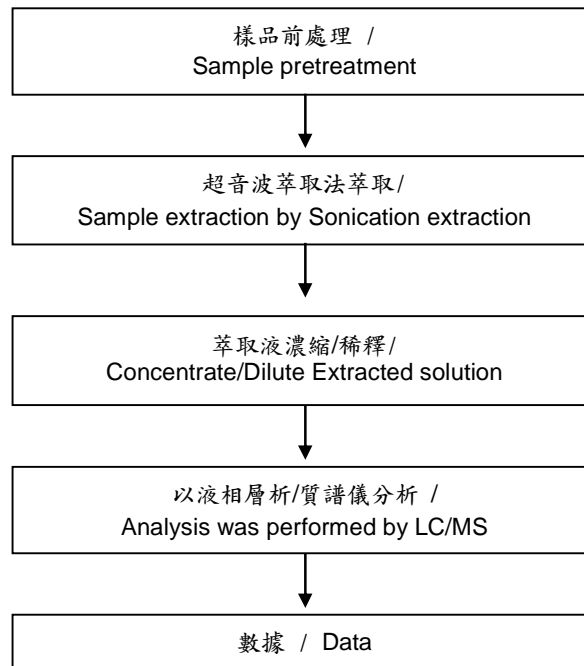 樣品前處理 /
Sample pretreatment
超音波萃取法萃取/
Sample extraction by Sonication extraction
萃取液濃縮/稀釋/
Concentrate/Dilute Extracted solution
以液相層析/質譜儀分析 /
Analysis was performed by LC/MS
數據 / Data